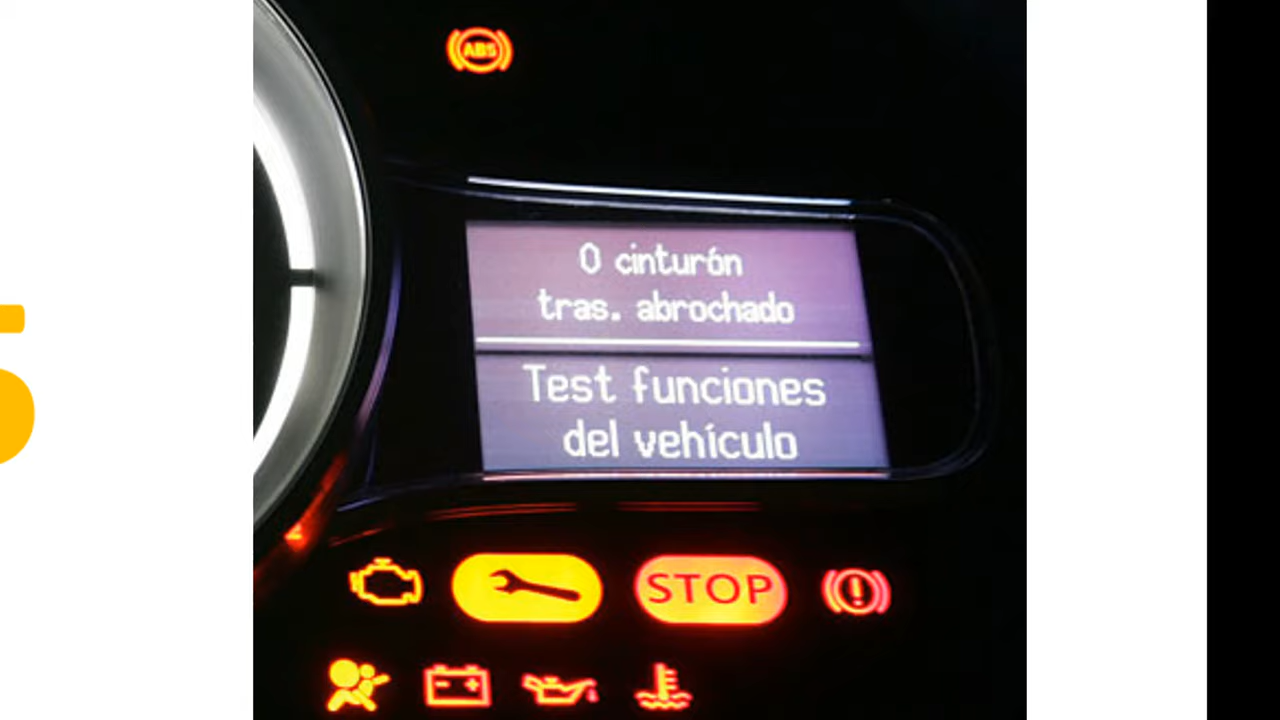 ABS
0 cinturón
tras. abrochado
Test funciones
del vehículo
STOP